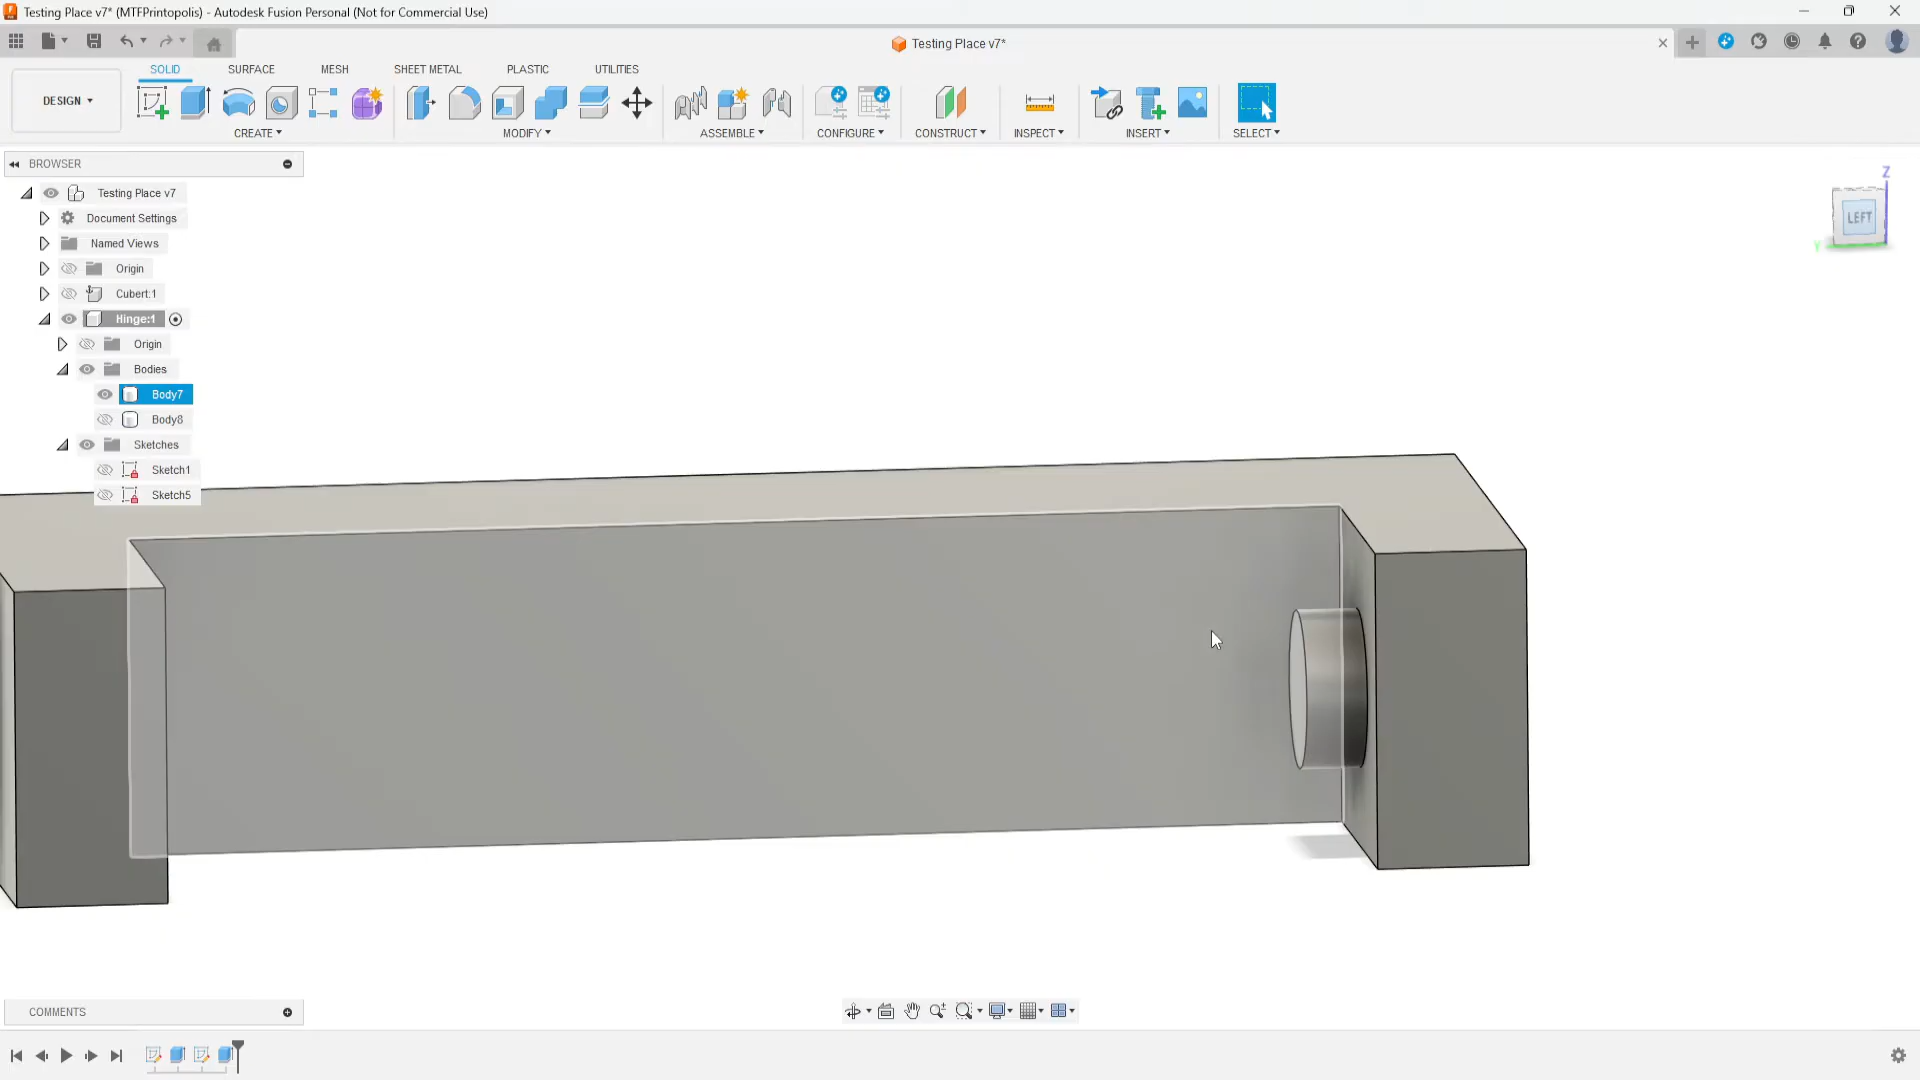 Testing Place v7* (MTFPrintopolis) - Autodesk Fusion Personal (Not for Commercial Use)
Testing Place v7*
SOLID SURFACE MESH SHEET METAL PLASTIC UTILITIES
DESIGN
CREATE MODIFY ASSEMBLE CONFIGURE CONSTRUCT INSPECT INSERT SELECT
BROWSER
Testing Place v7
Document Settings
Named Views
Origin
Cubert:1
Hinge:1
Origin
Bodies
Body7
Body8
Sketches
Sketch1
Sketch5
Z
LEFT
Y
COMMENTS